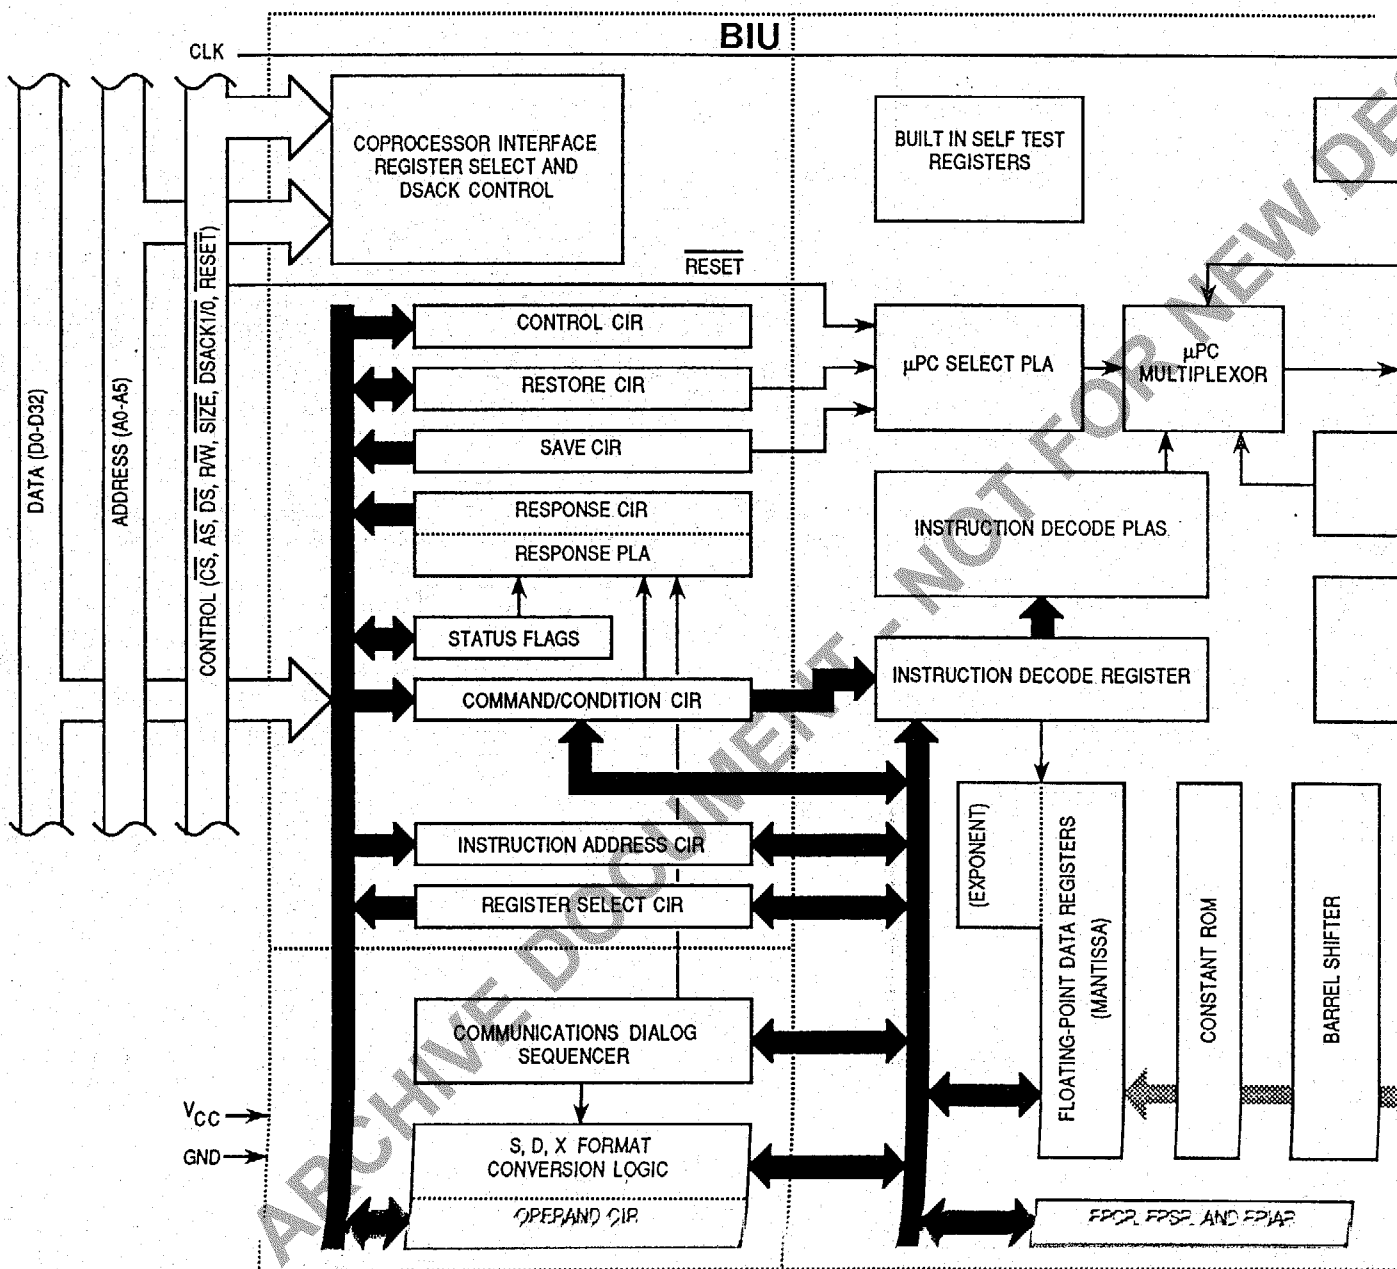 BIU
CLK
COPROCESSOR INTERFACE
REGISTER SELECT AND
DSACK CONTROL
BUILT IN SELF TEST
REGISTERS
DATA (D0-D32)
ADDRESS (A0-A5)
CONTROL (CS, AS, DS, R/W, SIZE, DSACK1/0, RESET)
RESET
CONTROL CIR
RESTORE CIR
SAVE CIR
RESPONSE CIR
RESPONSE PLA
STATUS FLAGS
COMMAND/CONDITION CIR
µPC SELECT PLA
µPC
MULTIPLEXOR
INSTRUCTION DECODE PLAS
INSTRUCTION DECODE REGISTER
INSTRUCTION ADDRESS CIR
REGISTER SELECT CIR
(EXPONENT)
FLOATING-POINT DATA REGISTERS
(MANTISSA)
CONSTANT ROM
BARREL SHIFTER
COMMUNICATIONS DIALOG
SEQUENCER
VCC
GND
S, D, X FORMAT
CONVERSION LOGIC
OPERAND CIR
FPCR, FPSR, AND FPIAR
ARCHIVE DOCUMENT - NOT FOR NEW DES